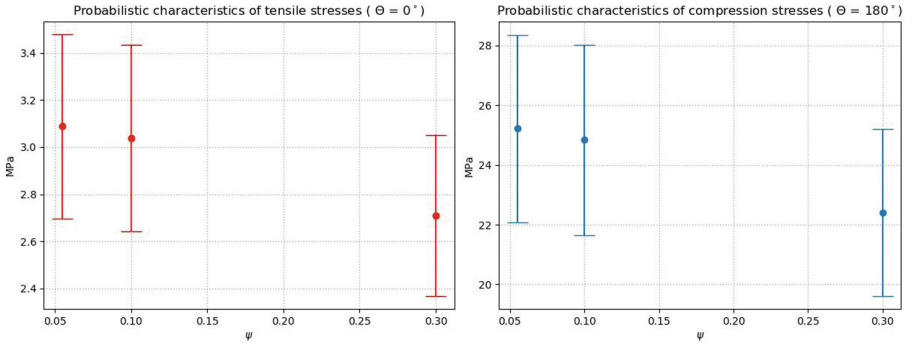 Probabilistic characteristics of tensile stresses ( Θ = 0°)
MPa
3.4
3.2
3.0
2.8
2.6
2.4
0.05 0.10 0.15 0.20 0.25 0.30
ψ
Probabilistic characteristics of compression stresses ( Θ = 180°)
MPa
28
26
24
22
20
0.05 0.10 0.15 0.20 0.25 0.30
ψ